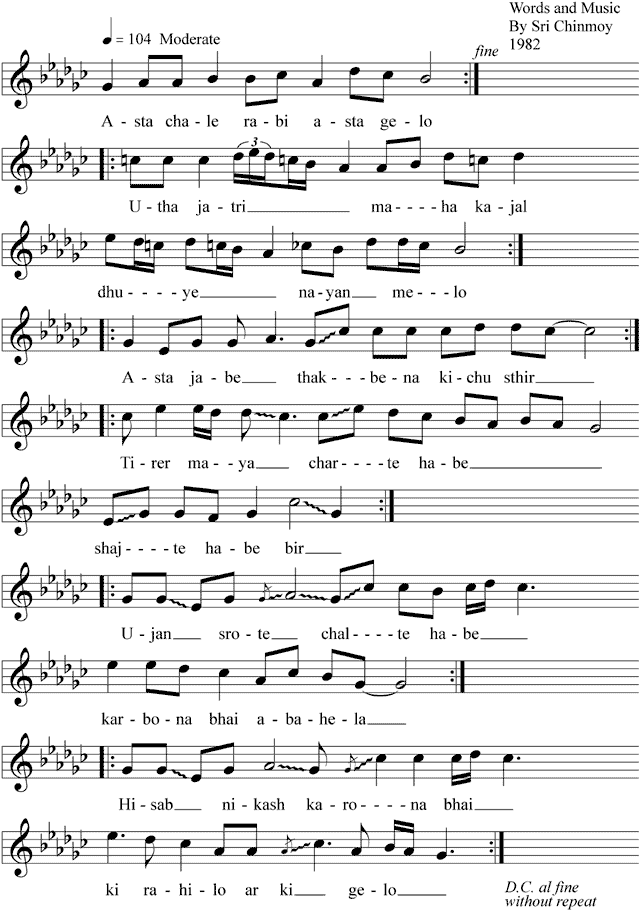 Words and Music
♩ = 104 Moderate
By Sri Chinmoy
fine
1982
A - sta cha - le ra - bi a - sta ge - lo
3
U - tha ja - tri ma - - - - ha ka - jal
dhu - - - - ye na - yan me - - - lo
A - sta ja - be thak - - - be - na ki - chu sthir
Ti - rer ma - ya char - - - - te ha - be
shaj - - - - te ha - be bir
U - jan sro - te chal - - - - te ha - be
kar - bo - na bhai a - ba - he - la
Hi - sab ni - kash ka - ro - - - - na bhai
ki ra - hi - lo ar ki ge - lo
D.C. al fine
without repeat